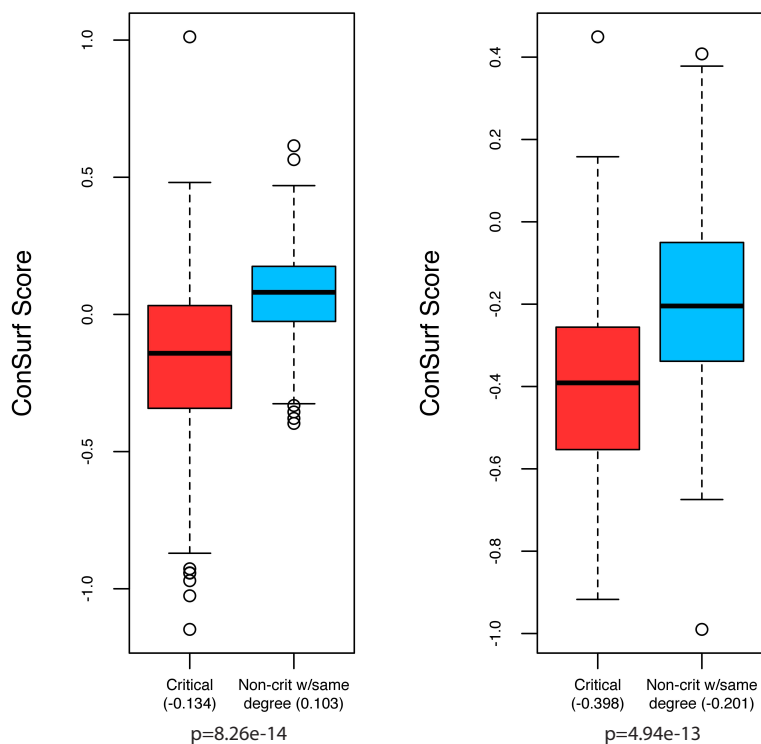 ConSurf Score
1.0
0.5
0.0
-0.5
-1.0
Critical
(-0.134)
Non-crit w/same
degree (0.103)
p=8.26e-14
ConSurf Score
0.4
0.2
0.0
-0.2
-0.4
-0.6
-0.8
-1.0
Critical
(-0.398)
Non-crit w/same
degree (-0.201)
p=4.94e-13